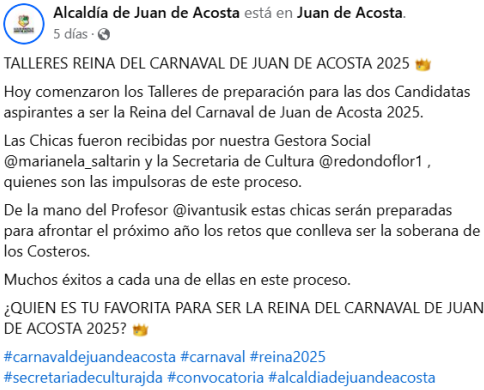 Alcaldía de Juan de Acosta está en Juan de Acosta.
5 días ·
TALLERES REINA DEL CARNAVAL DE JUAN DE ACOSTA 2025 👑
Hoy comenzaron los Talleres de preparación para las dos Candidatas
aspirantes a ser la Reina del Carnaval de Juan de Acosta 2025.
Las Chicas fueron recibidas por nuestra Gestora Social
@marianela_saltarin y la Secretaria de Cultura @redondoflor1 ,
quienes son las impulsoras de este proceso.
De la mano del Profesor @ivantusik estas chicas serán preparadas
para afrontar el próximo año los retos que conlleva ser la soberana de
los Costeros.
Muchos éxitos a cada una de ellas en este proceso.
¿QUIEN ES TU FAVORITA PARA SER LA REINA DEL CARNAVAL DE JUAN
DE ACOSTA 2025? 👑
#carnavaldejuandeacosta #carnaval #reina2025
#secretariadeculturajda #convocatoria #alcaldiadejuandeacosta